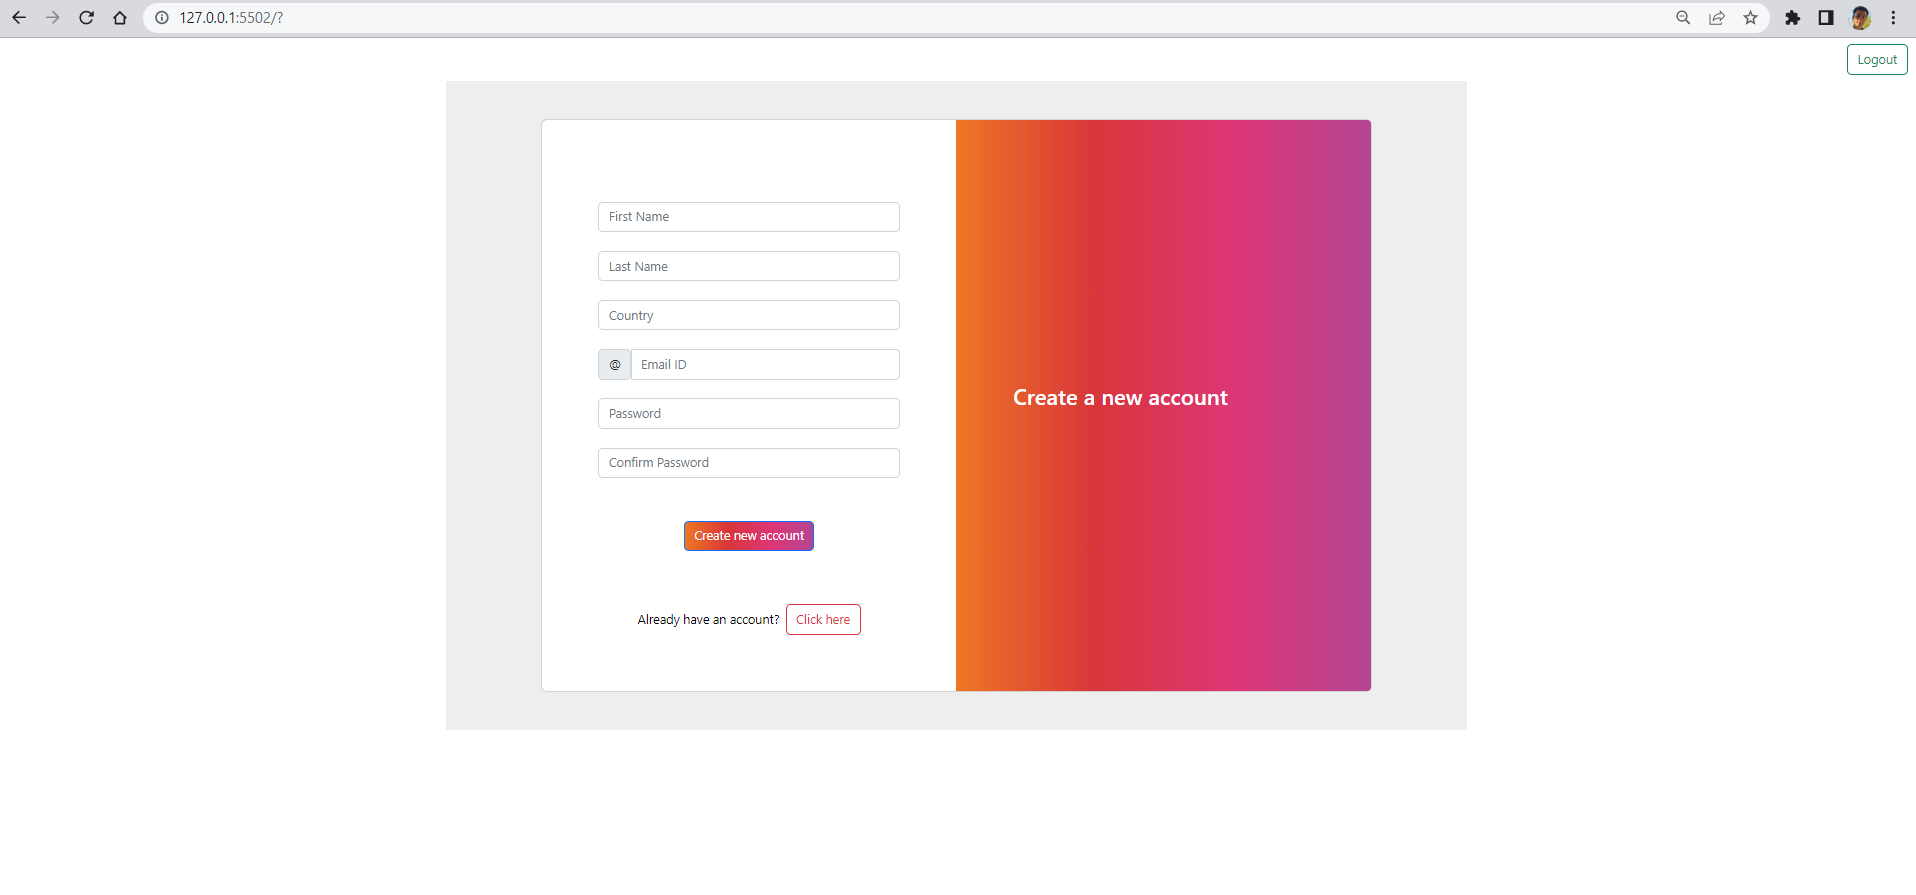 127.0.0.1:5502/?
Logout
First Name
Last Name
Country
@ Email ID
Password
Confirm Password
Create new account
Already have an account? Click here
Create a new account